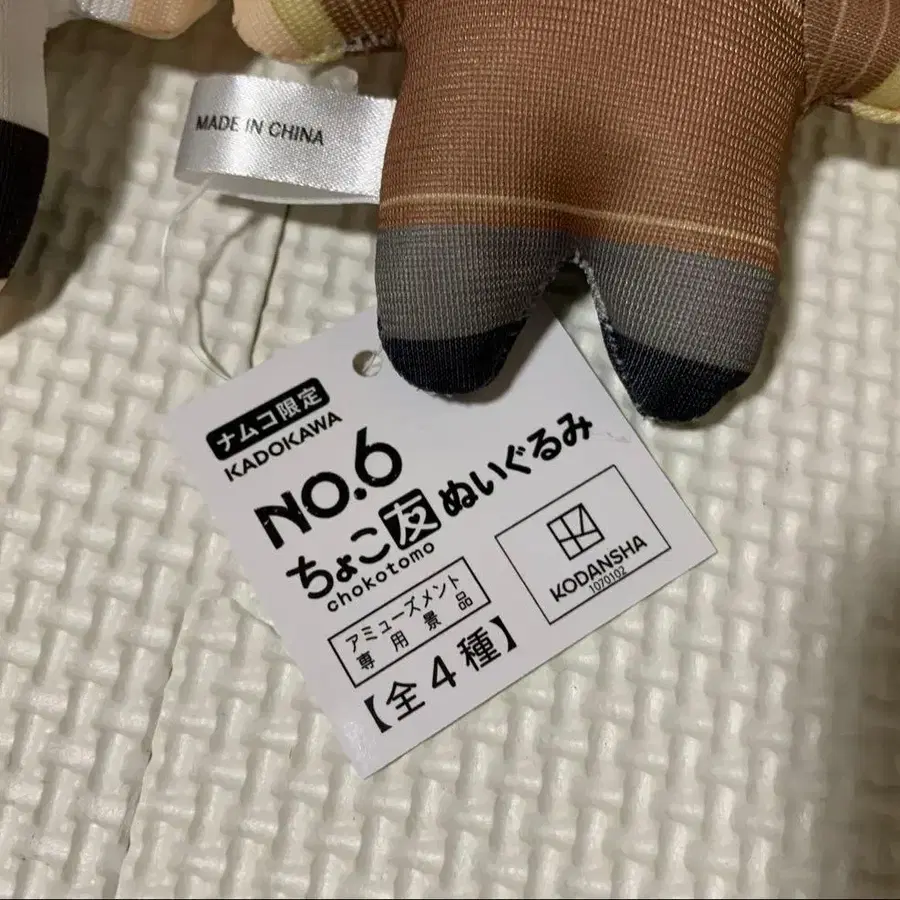 MADE IN CHINA
ナムコ限定
KADOKAWA
NO.6
ちょこ友ぬいぐるみ
chokotomo
アミューズメント
専用景品
【全4種】
KODANSHA
1070102